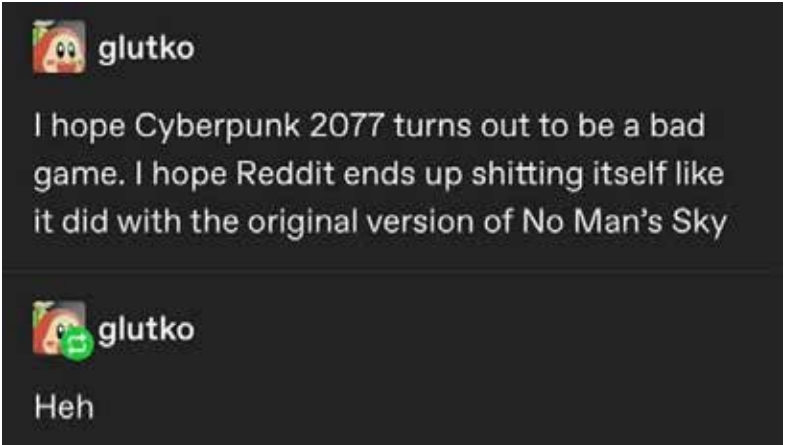 glutko
I hope Cyberpunk 2077 turns out to be a bad
game. I hope Reddit ends up shitting itself like
it did with the original version of No Man's Sky
glutko
Heh